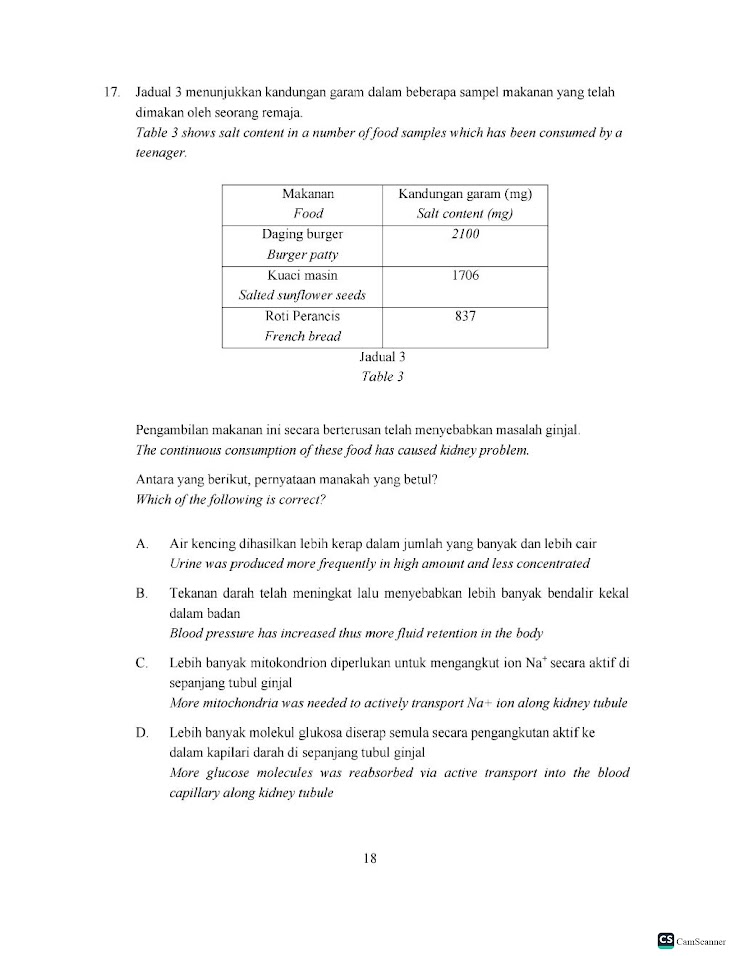 17. Jadual 3 menunjukkan kandungan garam dalam beberapa sampel makanan yang telah
dimakan oleh seorang remaja.
Table 3 shows salt content in a number of food samples which has been consumed by a
teenager.
Makanan Kandungan garam (mg)
Food Salt content (mg)
Daging burger 2100
Burger patty
Kuaci masin 1706
Salted sunflower seeds
Roti Perancis 837
French bread
Jadual 3
Table 3
Pengambilan makanan ini secara berterusan telah menyebabkan masalah ginjal.
The continuous consumption of these food has caused kidney problem.
Antara yang berikut, pernyataan manakah yang betul?
Which of the following is correct?
A. Air kencing dihasilkan lebih kerap dalam jumlah yang banyak dan lebih cair
Urine was produced more frequently in high amount and less concentrated
B. Tekanan darah telah meningkat lalu menyebabkan lebih banyak bendalir kekal
dalam badan
Blood pressure has increased thus more fluid retention in the body
C. Lebih banyak mitokondrion diperlukan untuk mengangkut ion Na⁺ secara aktif di
sepanjang tubul ginjal
More mitochondria was needed to actively transport Na+ ion along kidney tubule
D. Lebih banyak molekul glukosa diserap semula secara pengangkutan aktif ke
dalam kapilari darah di sepanjang tubul ginjal
More glucose molecules was reabsorbed via active transport into the blood
capillary along kidney tubule
18
CS CamScanner